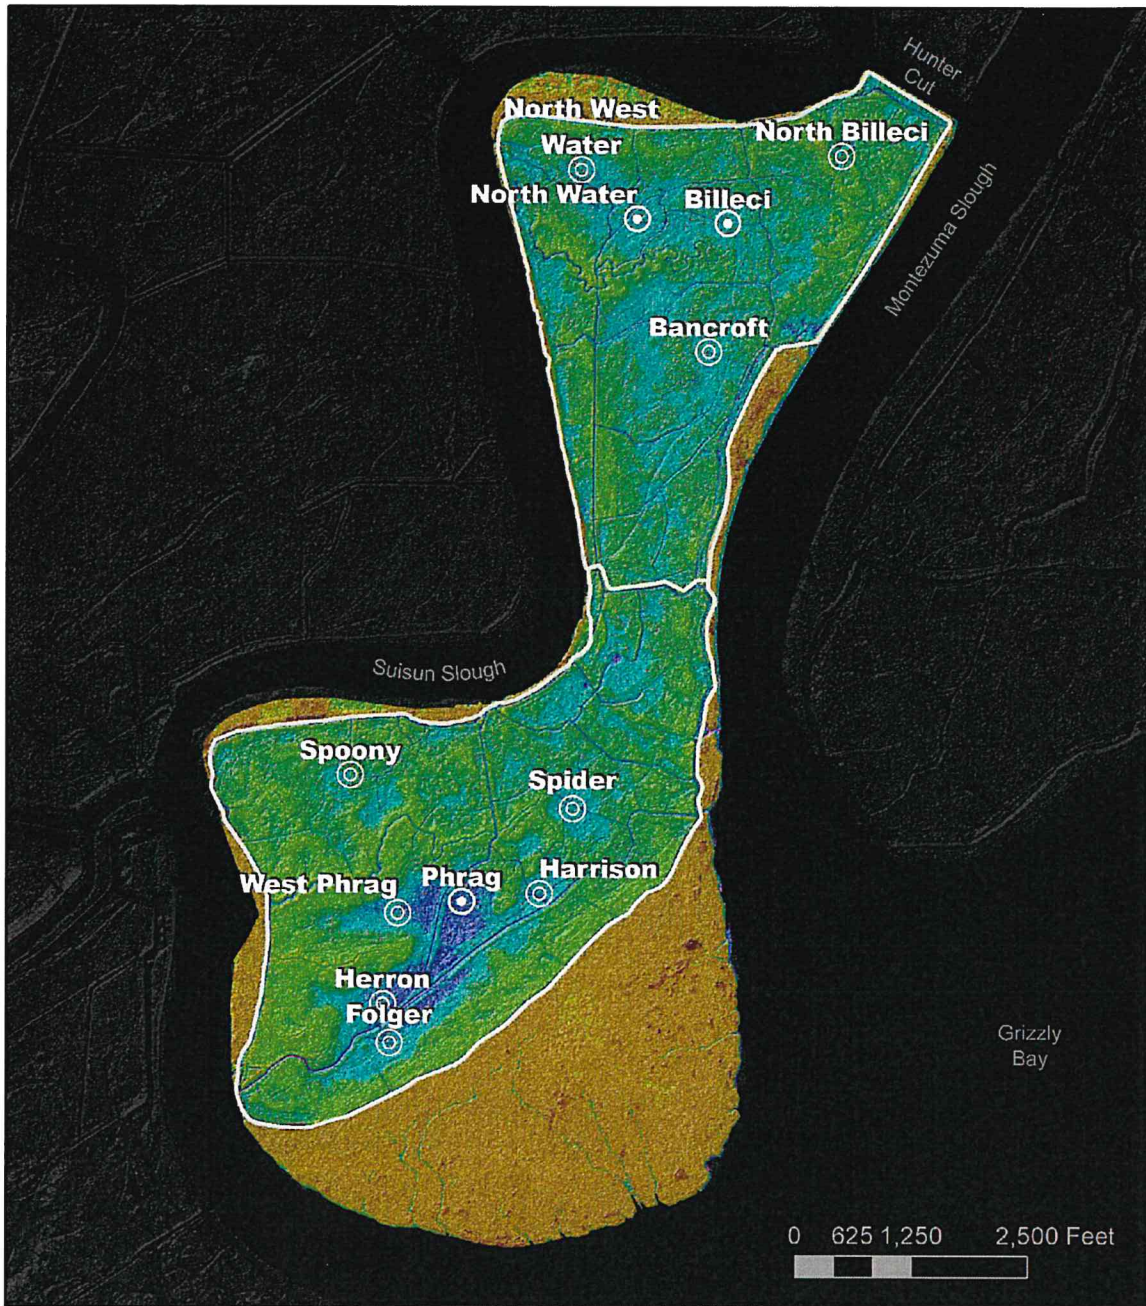 Hunter
Cut
North West
Water
North Billeci
North Water
Billeci
Montezuma Slough
Bancroft
Suisun Slough
Spoony
Spider
Harrison
West Phrag
Phrag
Herron
Folger
Grizzly
Bay
0 625 1,250 2,500 Feet